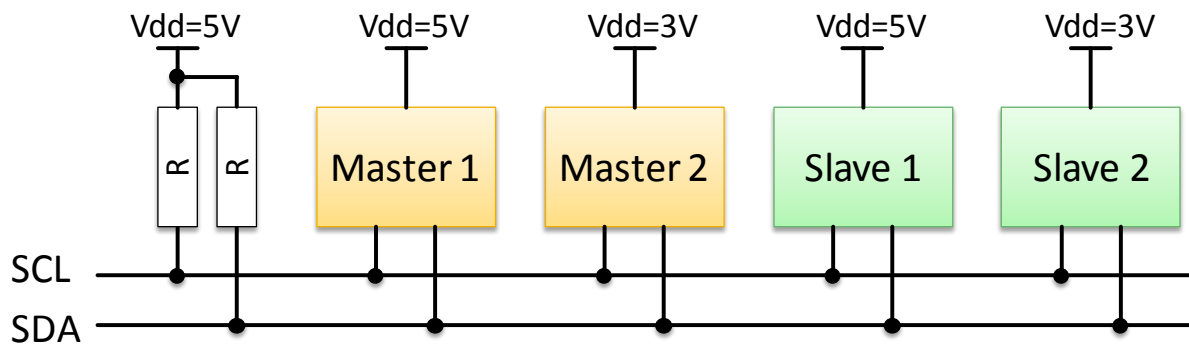 Vdd=5V Vdd=5V Vdd=3V Vdd=5V Vdd=3V
R R Master 1 Master 2 Slave 1 Slave 2
SCL
SDA